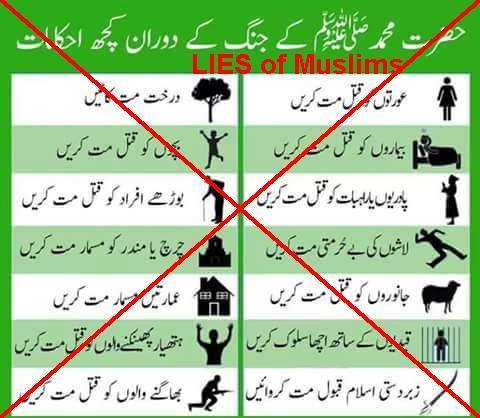 حضرت محمد ﷺ کے جنگ کے دوران کچھ احکامات
LIES of Muslims
عورتوں کو قتل مت کریں
درخت مت کاٹیں
بیماروں کو قتل مت کریں
بچوں کو قتل مت کریں
پادریوں یا راہبات کو قتل مت کریں
بوڑھے افراد کو قتل مت کریں
لاشوں کی بے حُرمتی مت کریں
چرچ یا مندر کو مسمار مت کریں
جانوروں کو قتل مت کریں
عمارتیں مسمار مت کریں
قیدیوں کے ساتھ اچھا سلوک کریں
ہتھیار پھینکنے والوں کو قتل مت کریں
زبردستی اسلام قبول مت کروائیں
بھاگنے والوں کو قتل مت کریں